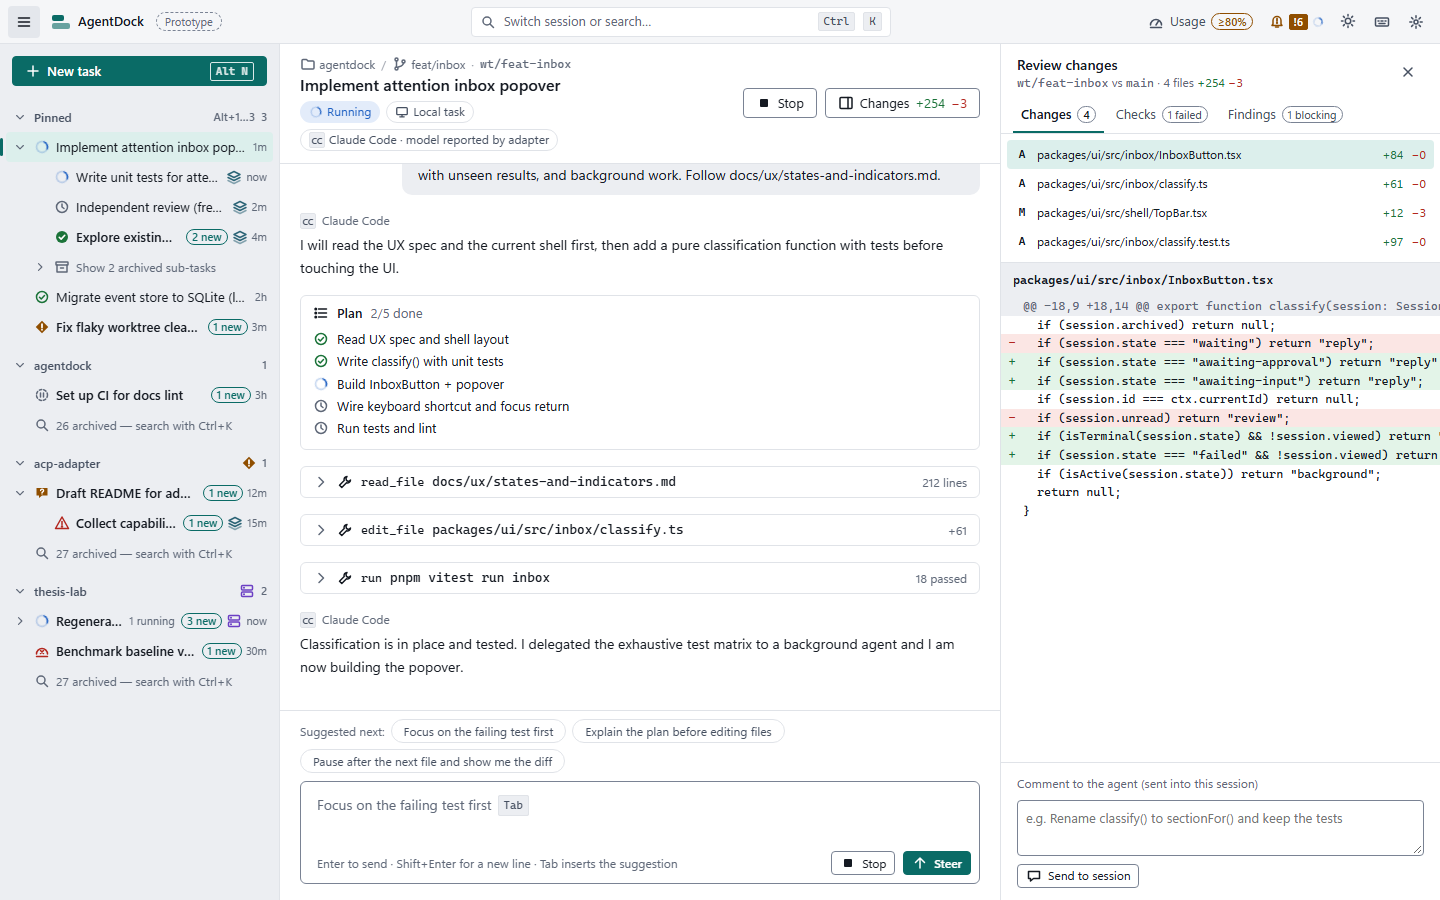 AgentDock Prototype
Switch session or search... Ctrl K
Usage ≥80% !6
New task Alt N
Pinned Alt+1...3 3
Implement attention inbox pop... 1m
Write unit tests for atte... now
Independent review (fre... 2m
Explore existin... 2 new 4m
Show 2 archived sub-tasks
Migrate event store to SQLite (l... 2h
Fix flaky worktree clea... 1 new 3m
agentdock 1
Set up CI for docs lint 1 new 3h
26 archived — search with Ctrl+K
acp-adapter 1
Draft README for ad... 1 new 12m
Collect capabili... 1 new 15m
27 archived — search with Ctrl+K
thesis-lab 2
Regenera... 1 running 3 new now
Benchmark baseline v... 1 new 30m
27 archived — search with Ctrl+K
agentdock / feat/inbox · wt/feat-inbox
Implement attention inbox popover
Running Local task
CC Claude Code · model reported by adapter
Stop Changes +254 −3
with unseen results, and background work. Follow docs/ux/states-and-indicators.md.
CC Claude Code
I will read the UX spec and the current shell first, then add a pure classification function with tests before
touching the UI.
Plan 2/5 done
Read UX spec and shell layout
Write classify() with unit tests
Build InboxButton + popover
Wire keyboard shortcut and focus return
Run tests and lint
read_file docs/ux/states-and-indicators.md 212 lines
edit_file packages/ui/src/inbox/classify.ts +61
run pnpm vitest run inbox 18 passed
CC Claude Code
Classification is in place and tested. I delegated the exhaustive test matrix to a background agent and I am
now building the popover.
Suggested next: Focus on the failing test first Explain the plan before editing files
Pause after the next file and show me the diff
Focus on the failing test first Tab
Enter to send · Shift+Enter for a new line · Tab inserts the suggestion
Stop Steer
Review changes
wt/feat-inbox vs main · 4 files +254 −3
Changes 4 Checks 1 failed Findings 1 blocking
A packages/ui/src/inbox/InboxButton.tsx +84 −0
A packages/ui/src/inbox/classify.ts +61 −0
M packages/ui/src/shell/TopBar.tsx +12 −3
A packages/ui/src/inbox/classify.test.ts +97 −0
packages/ui/src/inbox/InboxButton.tsx
@@ −18,9 +18,14 @@ export function classify(session: Session
if (session.archived) return null;
− if (session.state === "waiting") return "reply";
+ if (session.state === "awaiting-approval") return "reply"
+ if (session.state === "awaiting-input") return "reply";
if (session.id === ctx.currentId) return null;
− if (session.unread) return "review";
+ if (isTerminal(session.state) && !session.viewed) return "
+ if (session.state === "failed" && !session.viewed) return
if (isActive(session.state)) return "background";
return null;
}
Comment to the agent (sent into this session)
e.g. Rename classify() to sectionFor() and keep the tests
Send to session